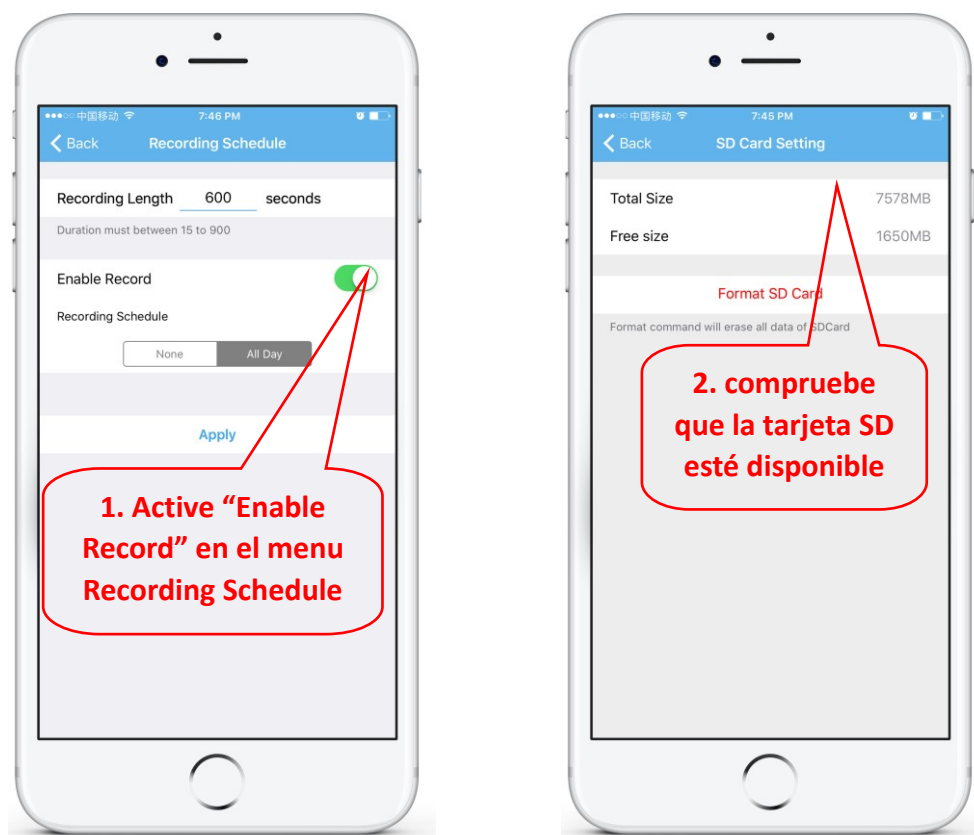 中国移动 7:46 PM
Back Recording Schedule
Recording Length 600 seconds
Duration must between 15 to 900
Enable Record
Recording Schedule
None All Day
Apply
1. Active “Enable
Record” en el menu
Recording Schedule
中国移动 7:45 PM
Back SD Card Setting
Total Size 7578MB
Free size 1650MB
Format SD Card
Format command will erase all data of SDCard
2. compruebe
que la tarjeta SD
esté disponible